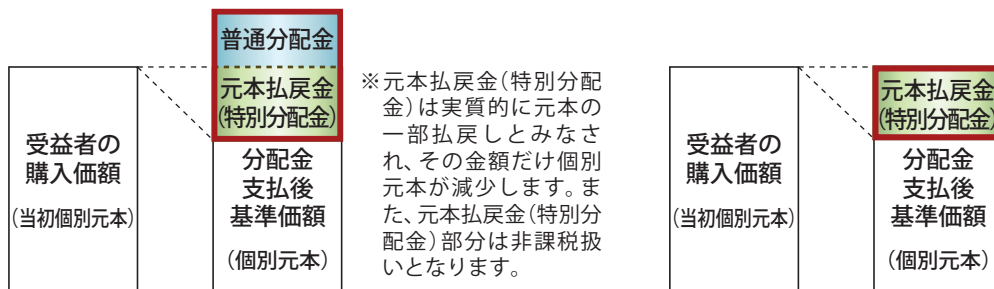 普通分配金
元本払戻金
(特別分配金)
受益者の
購入価額
(当初個別元本)
分配金
支払後
基準価額
(個別元本)
※元本払戻金(特別分配
金)は実質的に元本の
一部払戻しとみなさ
れ、その金額だけ個別
元本が減少します。ま
た、元本払戻金(特別分
配金)部分は非課税扱
いとなります。
元本払戻金
(特別分配金)
受益者の
購入価額
(当初個別元本)
分配金
支払後
基準価額
(個別元本)